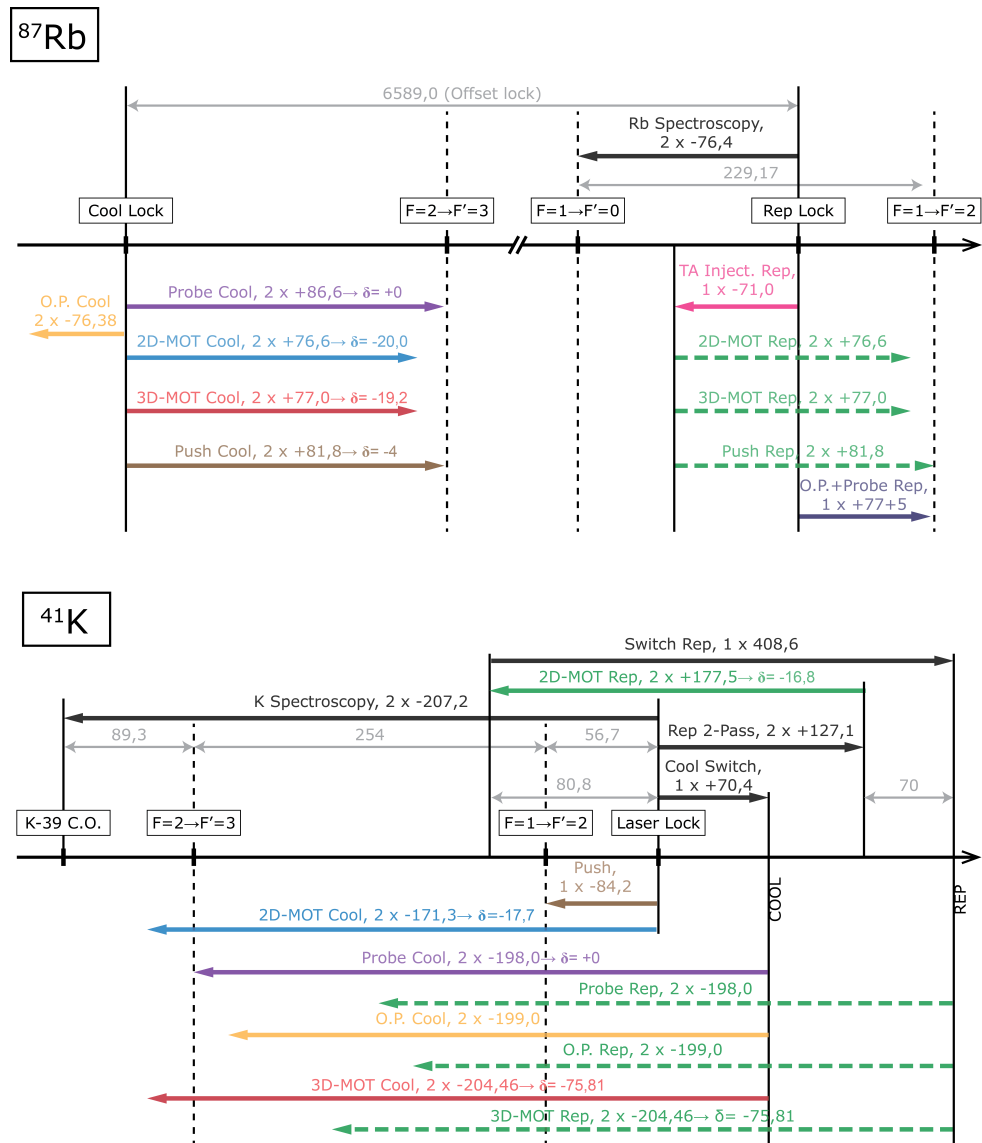 ⁸⁷Rb
6589,0 (Offset lock)
Rb Spectroscopy,
2 x -76,4
229,17
Cool Lock
F=2→F′=3
F=1→F′=0
Rep Lock
F=1→F′=2
TA Inject. Rep,
1 x -71,0
O.P. Cool
2 x -76,38
Probe Cool, 2 x +86,6→ δ= +0
2D-MOT Cool, 2 x +76,6→ δ= -20,0
2D-MOT Rep, 2 x +76,6
3D-MOT Cool, 2 x +77,0→ δ= -19,2
3D-MOT Rep, 2 x +77,0
Push Cool, 2 x +81,8→ δ= -4
Push Rep, 2 x +81,8
O.P.+Probe Rep,
1 x +77+5
⁴¹K
Switch Rep, 1 x 408,6
2D-MOT Rep, 2 x +177,5→ δ= -16,8
K Spectroscopy, 2 x -207,2
89,3
254
56,7
Rep 2-Pass, 2 x +127,1
Cool Switch,
1 x +70,4
80,8
70
K-39 C.O.
F=2→F′=3
F=1→F′=2
Laser Lock
Push,
1 x -84,2
COOL
REP
2D-MOT Cool, 2 x -171,3→ δ=-17,7
Probe Cool, 2 x -198,0→ δ= +0
Probe Rep, 2 x -198,0
O.P. Cool, 2 x -199,0
O.P. Rep, 2 x -199,0
3D-MOT Cool, 2 x -204,46→ δ= -75,81
3D-MOT Rep, 2 x -204,46→ δ= -75,81